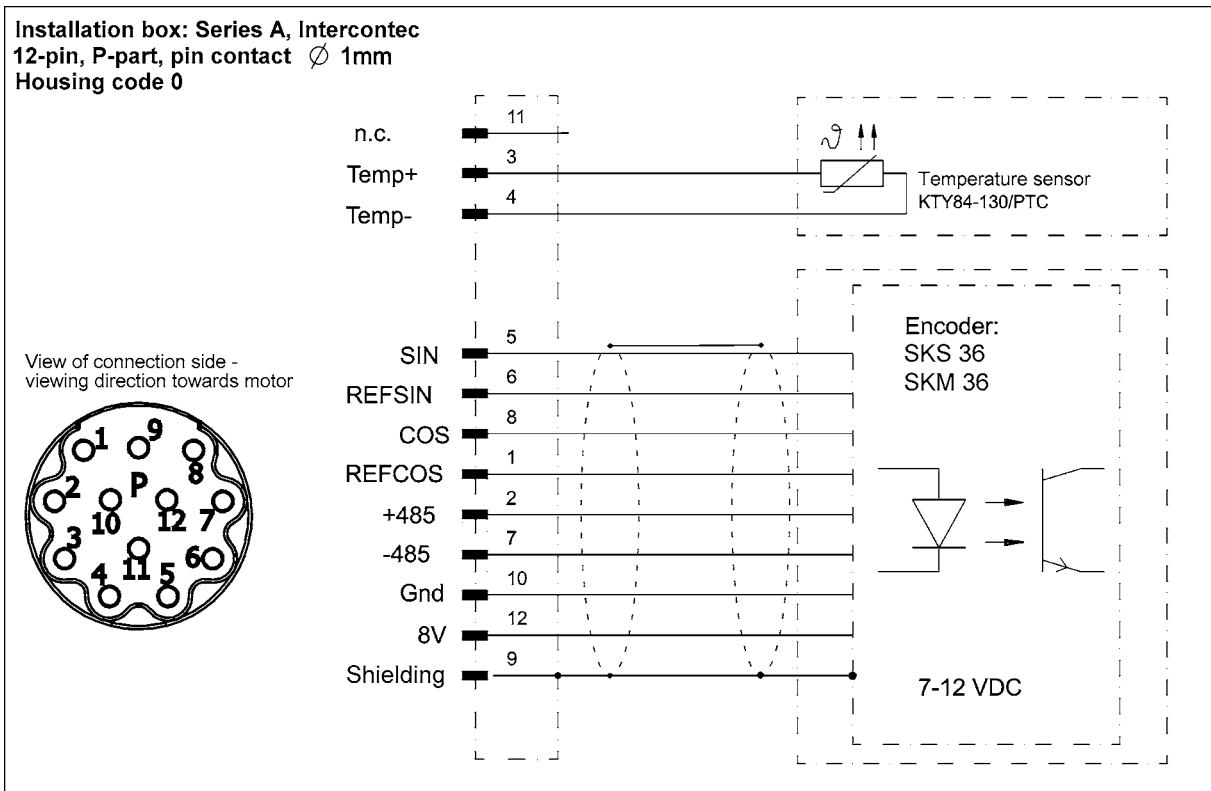 Installation box: Series A, Intercontec
12-pin, P-part, pin contact ∅ 1mm
Housing code 0
n.c. 11
Temp+ 3
Temp- 4
ϑ
Temperature sensor
KTY84-130/PTC
SIN 5
REFSIN 6
COS 8
REFCOS 1
+485 2
-485 7
Gnd 10
8V 12
Shielding 9
Encoder:
SKS 36
SKM 36
7-12 VDC
View of connection side -
viewing direction towards motor
1 9 8
2 P 7
10 12
3 11 6
4 5